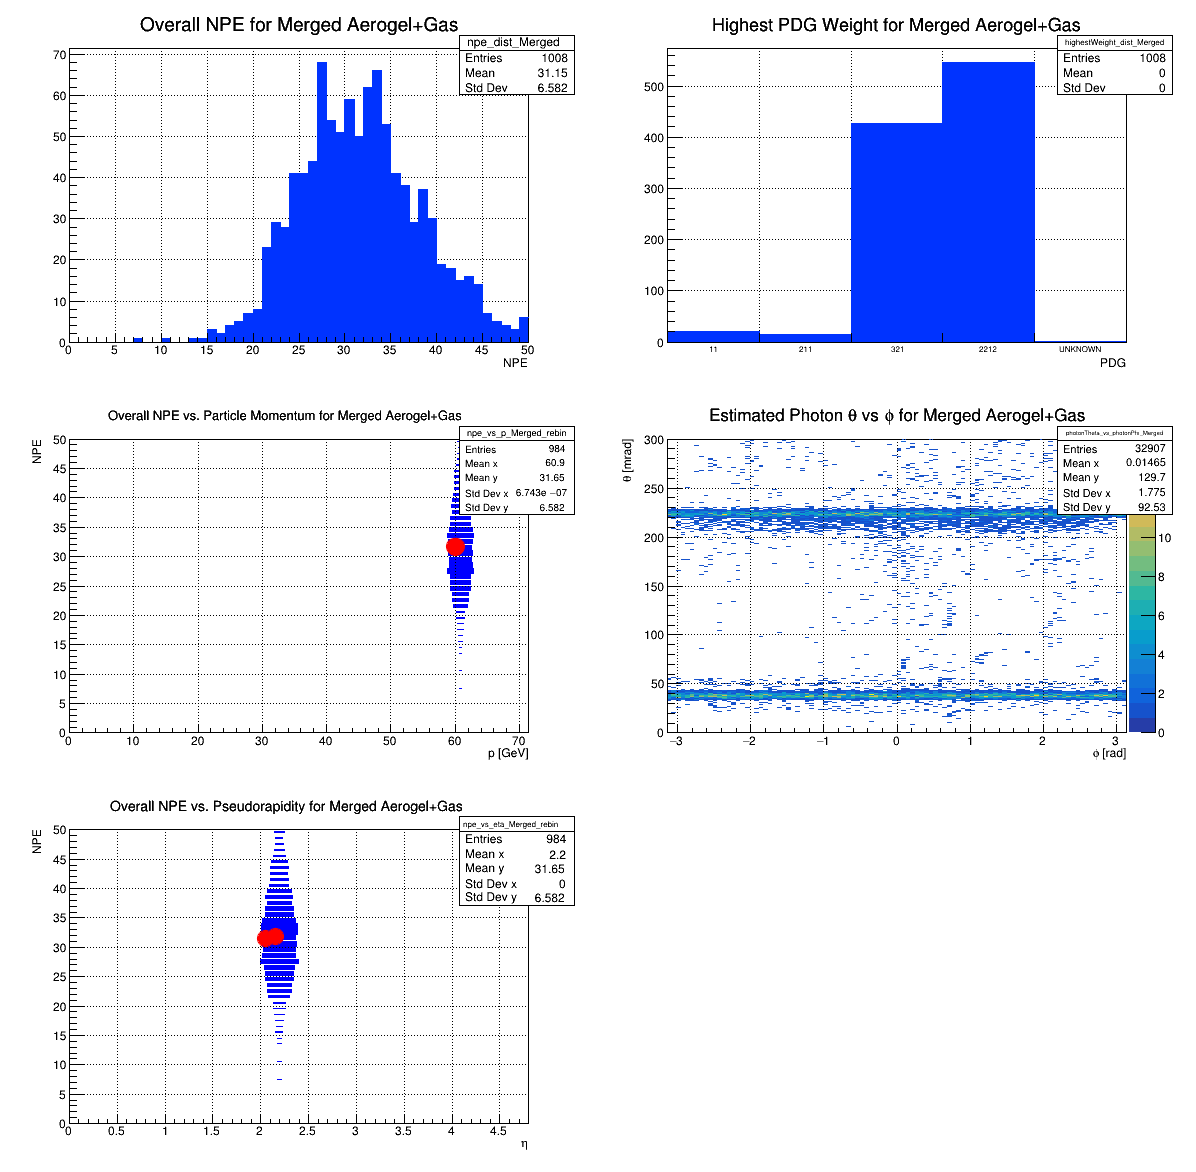 Overall NPE for Merged Aerogel+Gas
npe_dist_Merged
Entries 1008
Mean 31.15
Std Dev 6.582
70
60
50
40
30
20
10
0
0 5 10 15 20 25 30 35 40 45 50
NPE
Highest PDG Weight for Merged Aerogel+Gas
highestWeight_dist_Merged
Entries 1008
Mean 0
Std Dev 0
500
400
300
200
100
0
11 211 321 2212 UNKNOWN
PDG
Overall NPE vs. Particle Momentum for Merged Aerogel+Gas
NPE
npe_vs_p_Merged_rebin
Entries 984
Mean x 60.9
Mean y 31.65
Std Dev x 6.743e −07
Std Dev y 6.582
50
45
40
35
30
25
20
15
10
5
0
0 10 20 30 40 50 60 70
p [GeV]
Estimated Photon θ vs ϕ for Merged Aerogel+Gas
θ [mrad]
photonTheta_vs_photonPhi_Merged
Entries 32907
Mean x 0.01465
Mean y 129.7
Std Dev x 1.775
Std Dev y 92.53
300
250
200
150
100
50
0
−3 −2 −1 0 1 2 3
ϕ [rad]
10
8
6
4
2
0
Overall NPE vs. Pseudorapidity for Merged Aerogel+Gas
NPE
npe_vs_eta_Merged_rebin
Entries 984
Mean x 2.2
Mean y 31.65
Std Dev x 0
Std Dev y 6.582
50
45
40
35
30
25
20
15
10
5
0
0 0.5 1 1.5 2 2.5 3 3.5 4 4.5
η